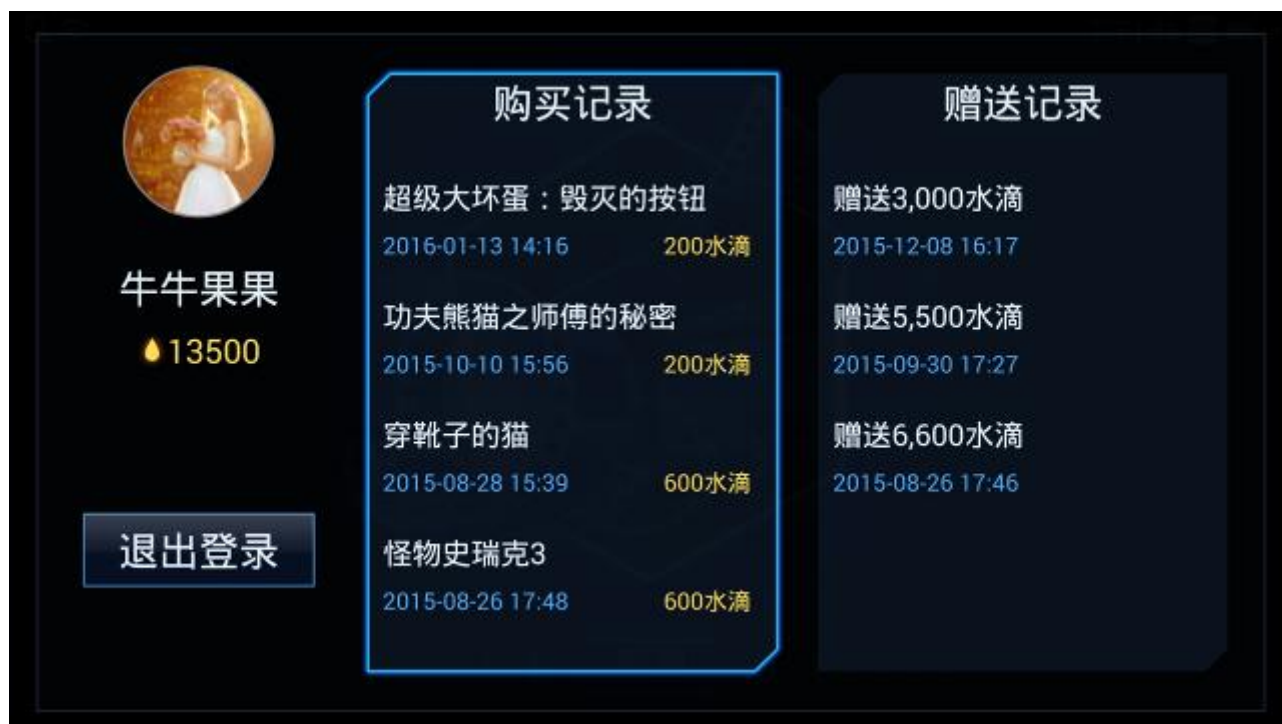 牛牛果果
13500
退出登录
购买记录
超级大坏蛋：毁灭的按钮
2016-01-13 14:16 200水滴
功夫熊猫之师傅的秘密
2015-10-10 15:56 200水滴
穿靴子的猫
2015-08-28 15:39 600水滴
怪物史瑞克3
2015-08-26 17:48 600水滴
赠送记录
赠送3,000水滴
2015-12-08 16:17
赠送5,500水滴
2015-09-30 17:27
赠送6,600水滴
2015-08-26 17:46